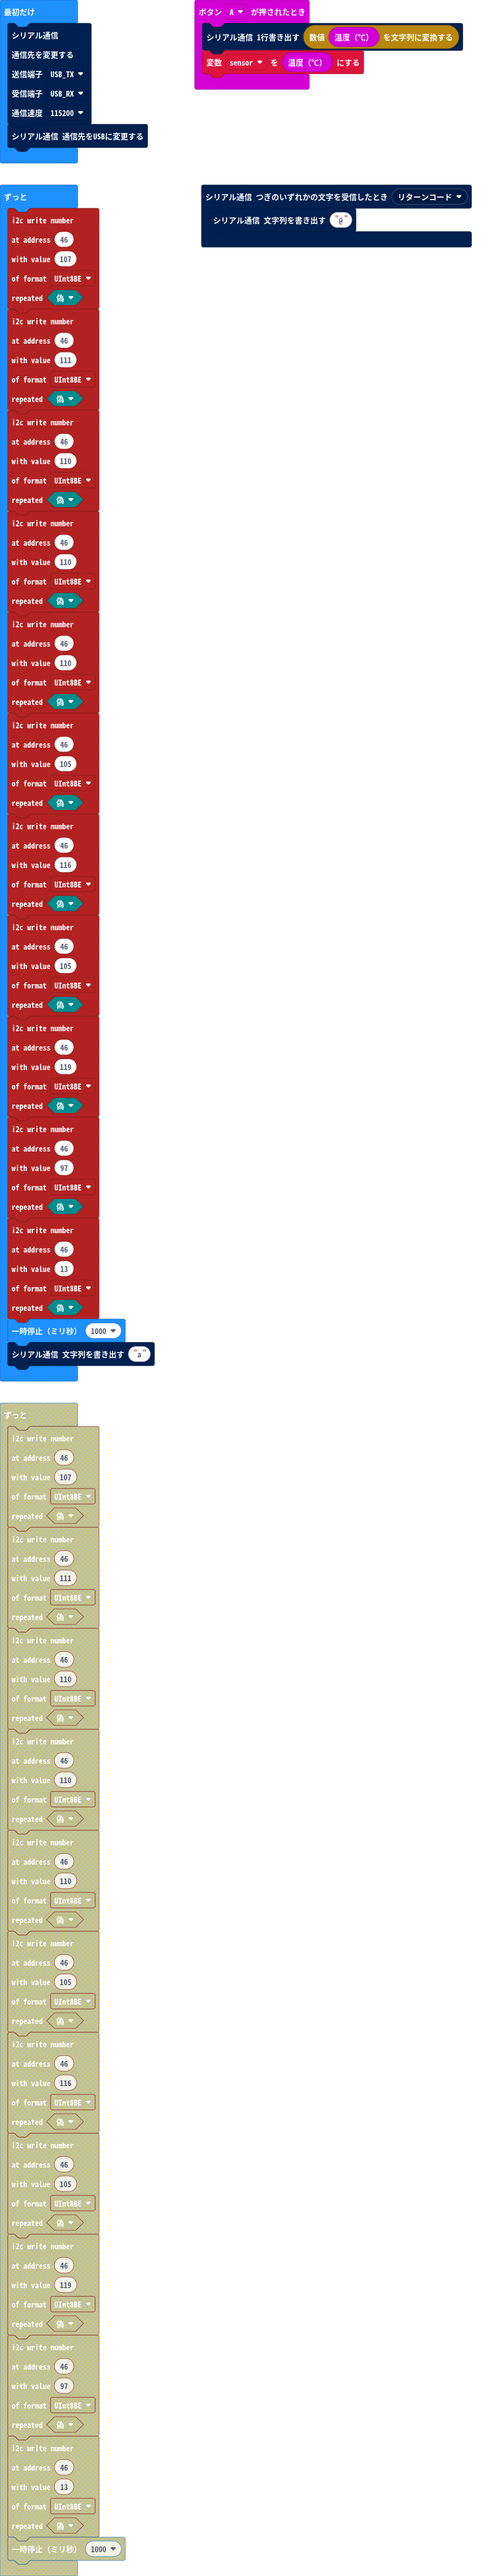 最初だけ
シリアル通信
通信先を変更する
送信端子 USB_TX
受信端子 USB_RX
通信速度 115200
シリアル通信 通信先をUSBに変更する
ボタン A が押されたとき
シリアル通信 1行書き出す 数値 温度（℃） を文字列に変換する
変数 sensor を 温度（℃） にする
シリアル通信 つぎのいずれかの文字を受信したとき リターンコード
シリアル通信 文字列を書き出す "@"
ずっと
i2c write number
at address 46
with value 107
of format UInt8BE
repeated 偽
i2c write number
at address 46
with value 111
of format UInt8BE
repeated 偽
i2c write number
at address 46
with value 110
of format UInt8BE
repeated 偽
i2c write number
at address 46
with value 110
of format UInt8BE
repeated 偽
i2c write number
at address 46
with value 110
of format UInt8BE
repeated 偽
i2c write number
at address 46
with value 105
of format UInt8BE
repeated 偽
i2c write number
at address 46
with value 116
of format UInt8BE
repeated 偽
i2c write number
at address 46
with value 105
of format UInt8BE
repeated 偽
i2c write number
at address 46
with value 119
of format UInt8BE
repeated 偽
i2c write number
at address 46
with value 97
of format UInt8BE
repeated 偽
i2c write number
at address 46
with value 13
of format UInt8BE
repeated 偽
一時停止（ミリ秒） 1000
シリアル通信 文字列を書き出す "a"
ずっと
i2c write number
at address 46
with value 107
of format UInt8BE
repeated 偽
i2c write number
at address 46
with value 111
of format UInt8BE
repeated 偽
i2c write number
at address 46
with value 110
of format UInt8BE
repeated 偽
i2c write number
at address 46
with value 110
of format UInt8BE
repeated 偽
i2c write number
at address 46
with value 110
of format UInt8BE
repeated 偽
i2c write number
at address 46
with value 105
of format UInt8BE
repeated 偽
i2c write number
at address 46
with value 116
of format UInt8BE
repeated 偽
i2c write number
at address 46
with value 105
of format UInt8BE
repeated 偽
i2c write number
at address 46
with value 119
of format UInt8BE
repeated 偽
i2c write number
at address 46
with value 97
of format UInt8BE
repeated 偽
i2c write number
at address 46
with value 13
of format UInt8BE
repeated 偽
一時停止（ミリ秒） 1000